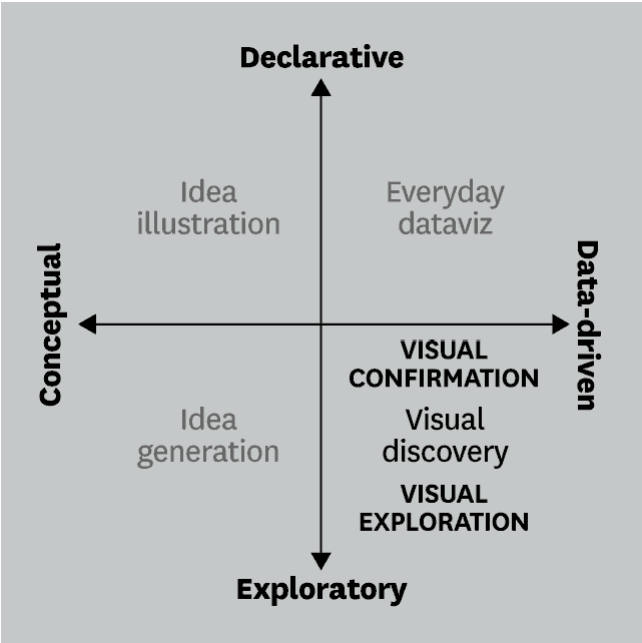 Declarative
Idea
illustration
Everyday
dataviz
Conceptual
Data-driven
VISUAL
CONFIRMATION
Idea
generation
Visual
discovery
VISUAL
EXPLORATION
Exploratory